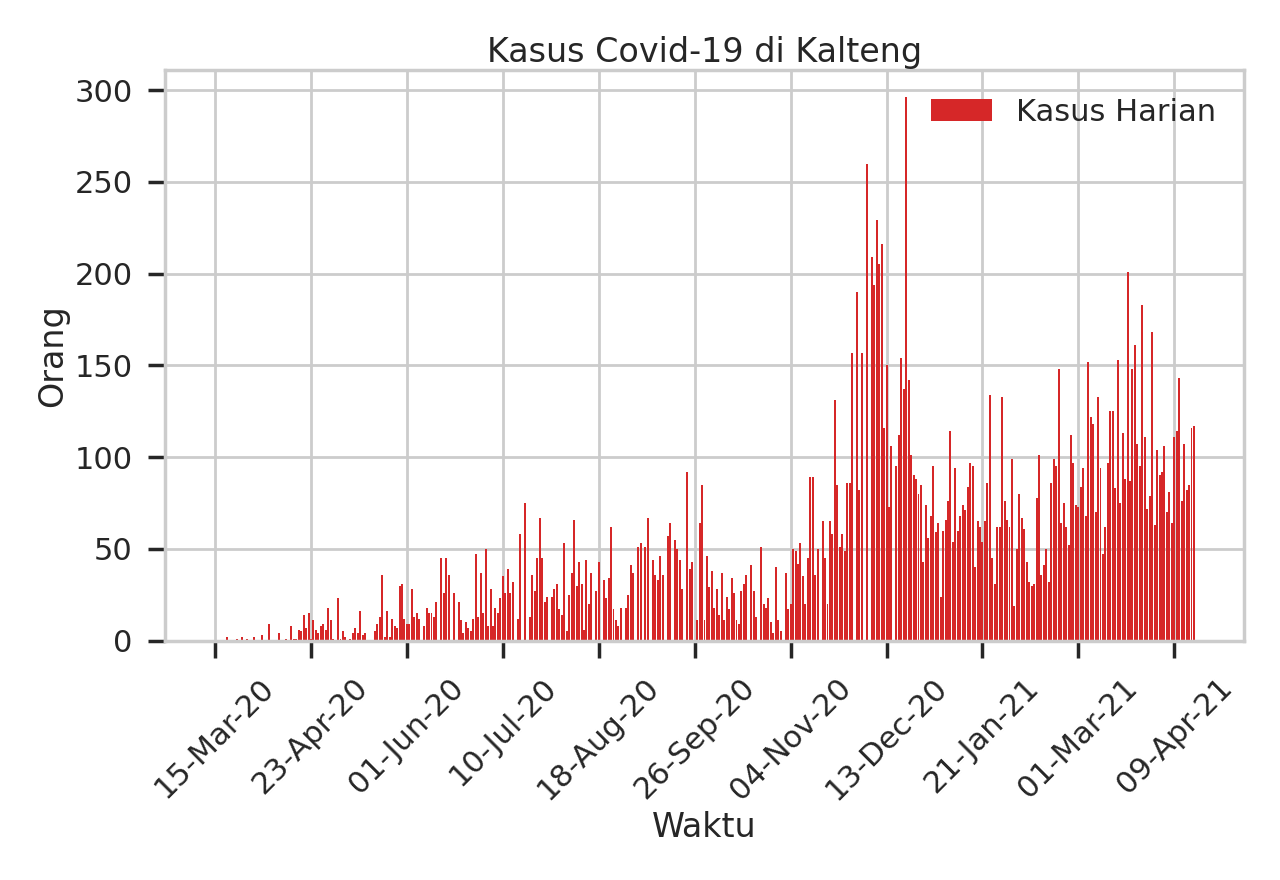 Kasus Covid-19 di Kalteng
300
250
200
150
100
50
0
Orang
Kasus Harian
15-Mar-20
23-Apr-20
01-Jun-20
10-Jul-20
18-Aug-20
26-Sep-20
04-Nov-20
13-Dec-20
21-Jan-21
01-Mar-21
09-Apr-21
Waktu